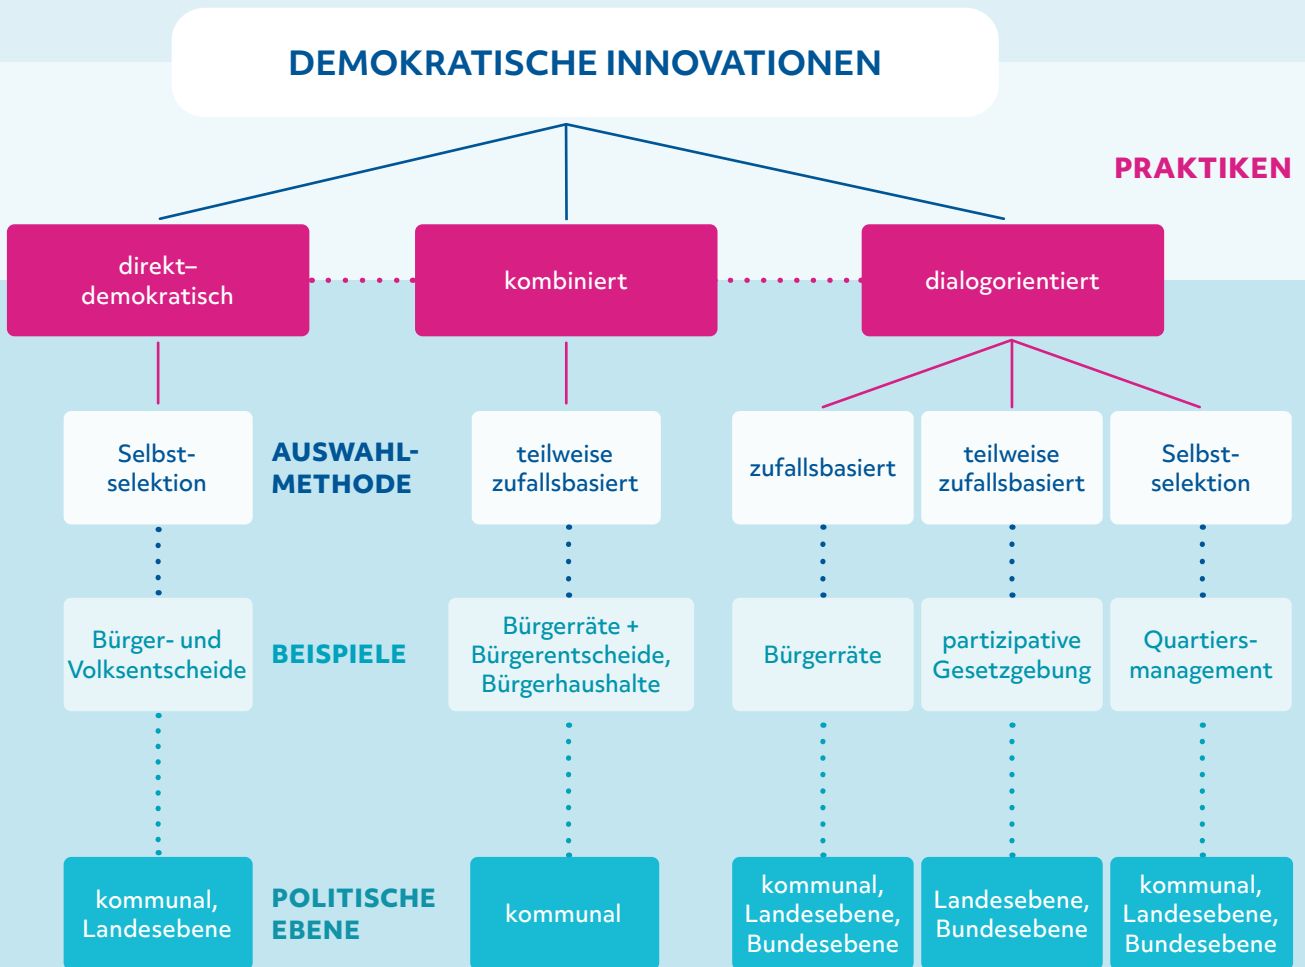 DEMOKRATISCHE INNOVATIONEN
PRAKTIKEN
direkt–
demokratisch
kombiniert
dialogorientiert
Selbst-
selektion
AUSWAHL-
METHODE
teilweise
zufallsbasiert
zufallsbasiert
teilweise
zufallsbasiert
Selbst-
selektion
Bürger- und
Volksentscheide
BEISPIELE
Bürgerräte +
Bürgerentscheide,
Bürgerhaushalte
Bürgerräte
partizipative
Gesetzgebung
Quartiers-
management
kommunal,
Landesebene
POLITISCHE
EBENE
kommunal
kommunal,
Landesebene,
Bundesebene
Landesebene,
Bundesebene
kommunal,
Landesebene,
Bundesebene